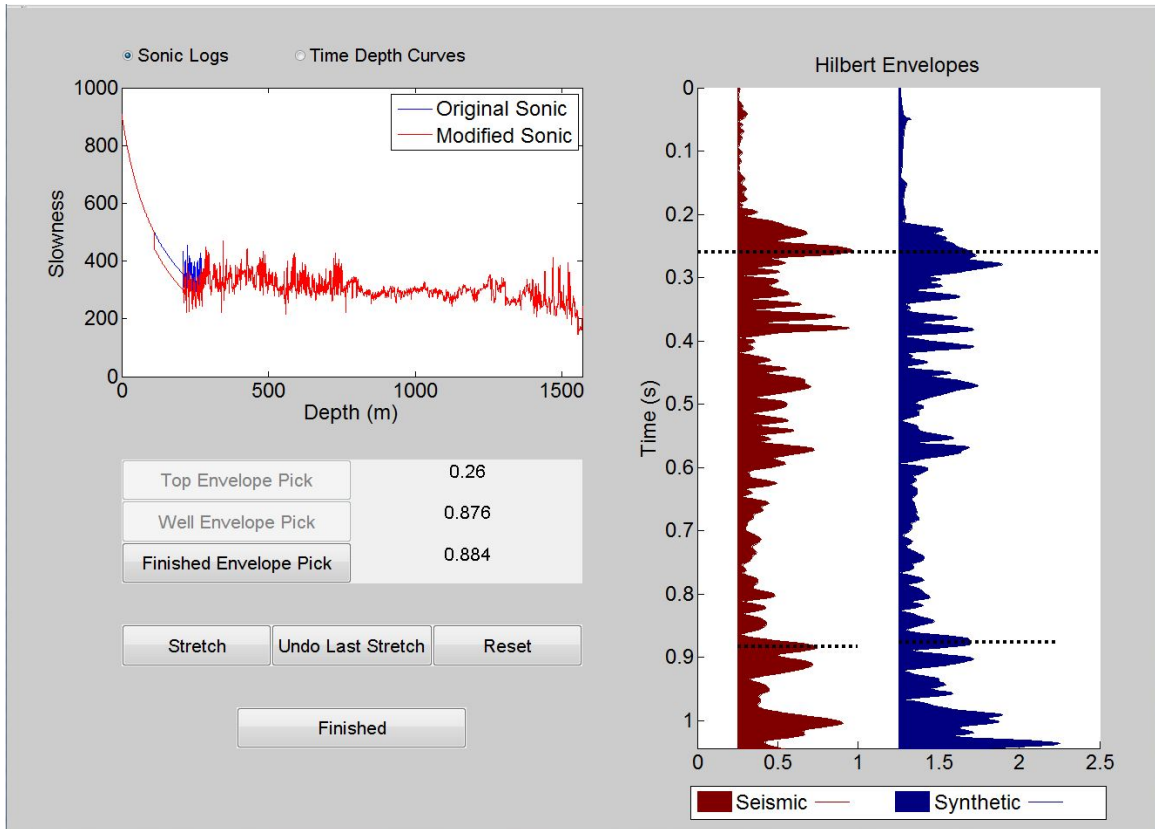 Sonic Logs
Time Depth Curves
1000
800
600
400
200
0
Slowness
Original Sonic
Modified Sonic
0
500
1000
1500
Depth (m)
Top Envelope Pick
0.26
Well Envelope Pick
0.876
Finished Envelope Pick
0.884
Stretch
Undo Last Stretch
Reset
Finished
Hilbert Envelopes
0
0.1
0.2
0.3
0.4
0.5
0.6
0.7
0.8
0.9
1
Time (s)
0
0.5
1
1.5
2
2.5
Seismic
Synthetic